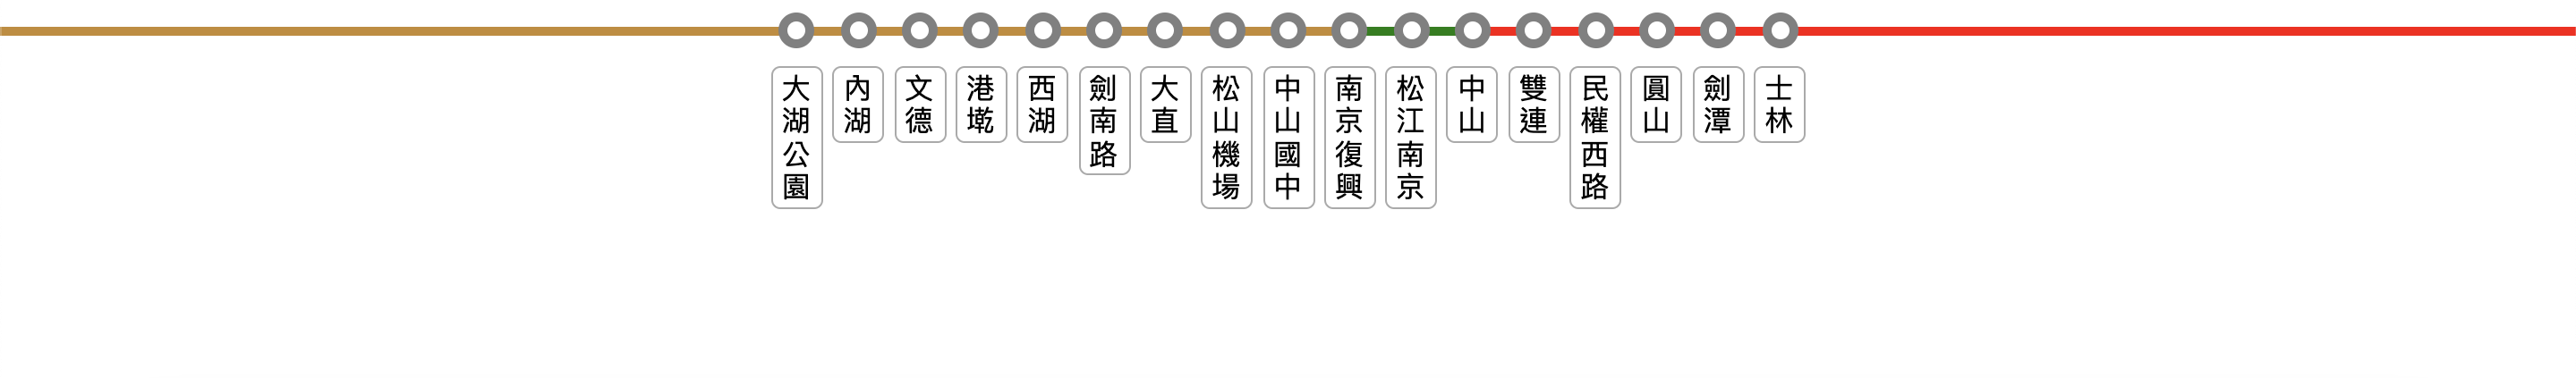 大湖公園
內湖
文德
港墘
西湖
劍南路
大直
松山機場
中山國中
南京復興
松江南京
中山
雙連
民權西路
圓山
劍潭
士林